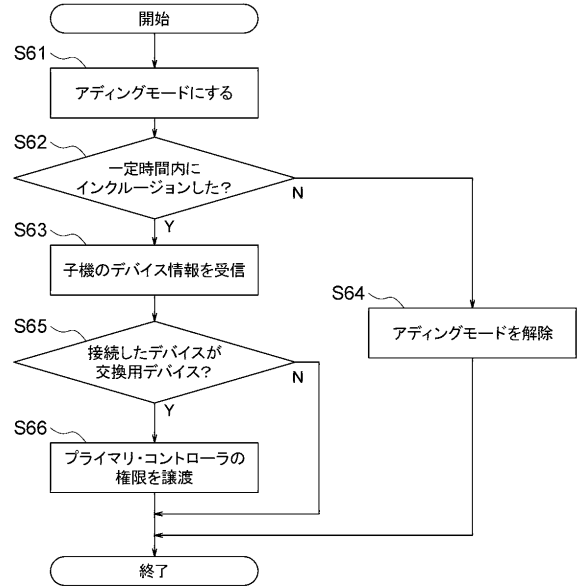 開始
S61
アディングモードにする
S62
一定時間内に
インクルージョンした?
N
Y
S63
子機のデバイス情報を受信
S64
アディングモードを解除
S65
接続したデバイスが
交換用デバイス?
N
Y
S66
プライマリ・コントローラの
権限を譲渡
終了